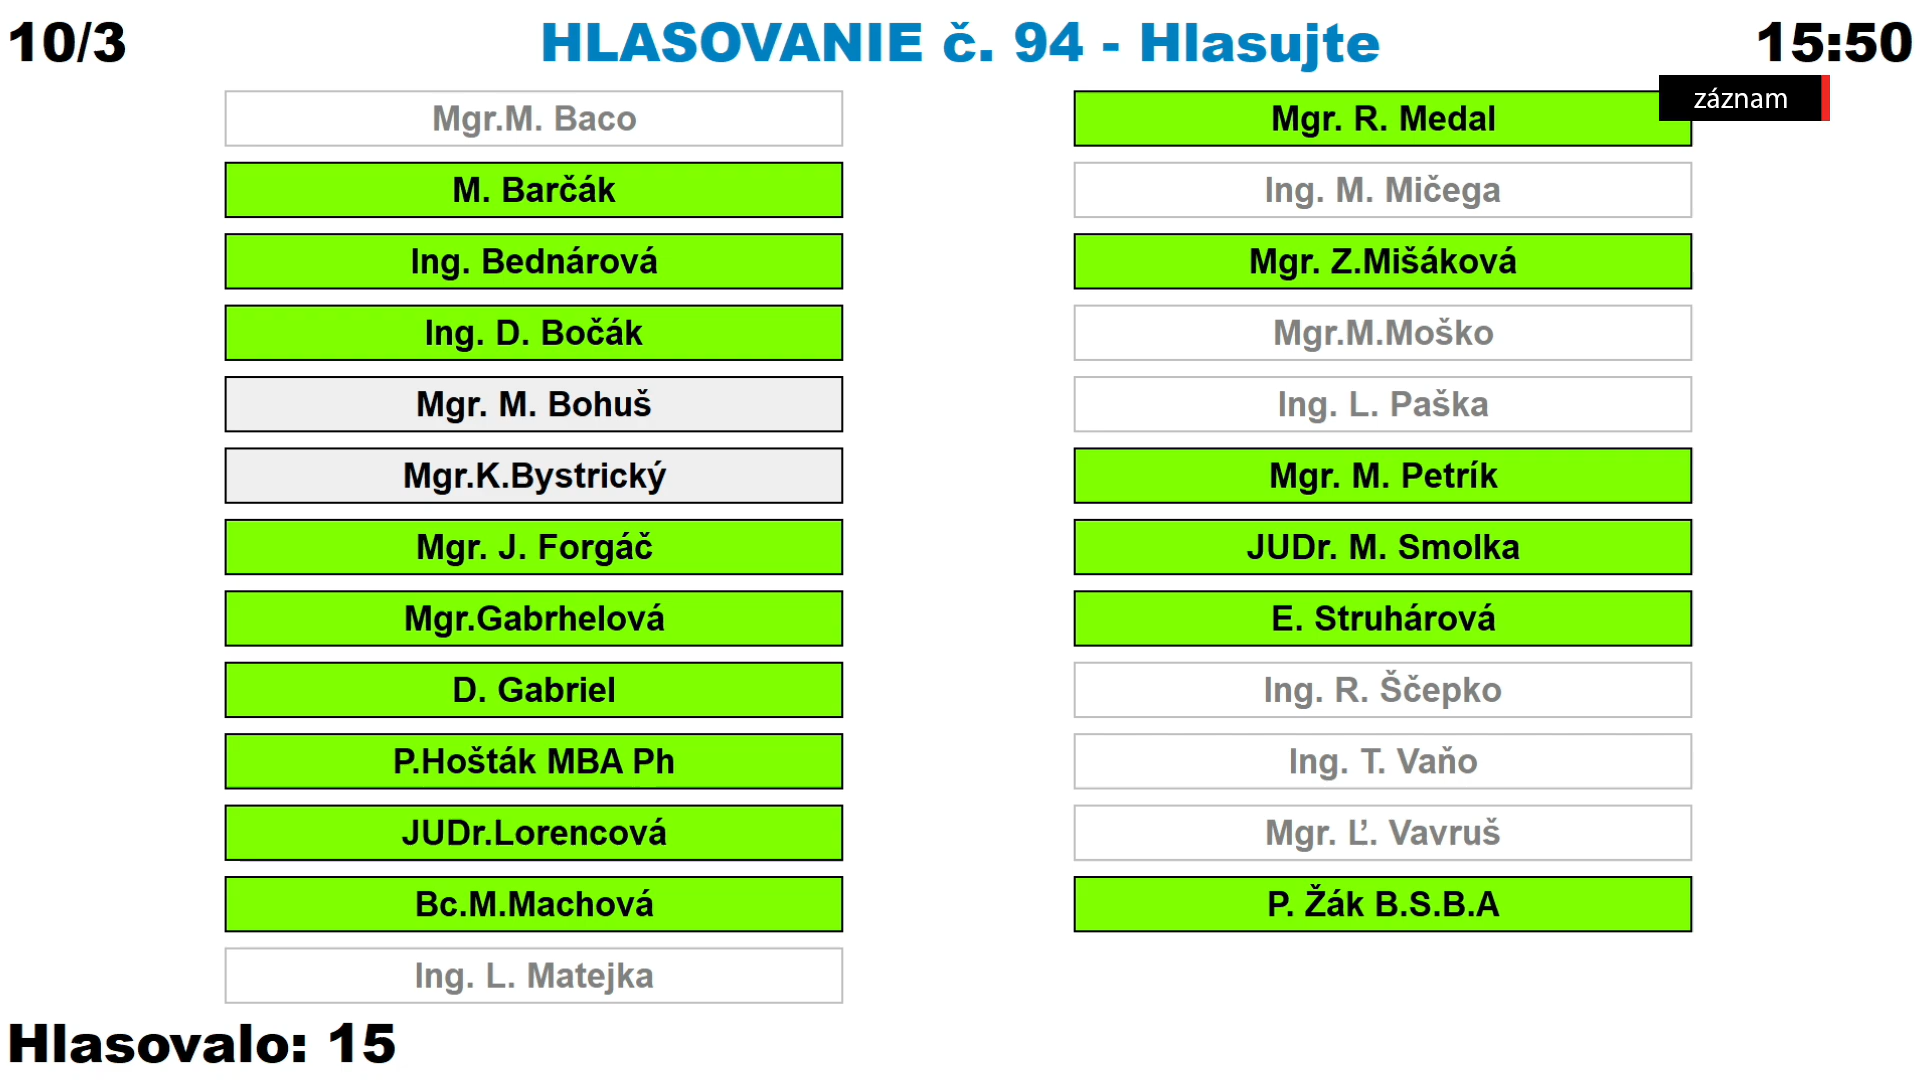 10/3
HLASOVANIE č. 94 - Hlasujte
15:50
záznam
Mgr.M. Baco
M. Barčák
Ing. Bednárová
Ing. D. Bočák
Mgr. M. Bohuš
Mgr.K.Bystrický
Mgr. J. Forgáč
Mgr.Gabrhelová
D. Gabriel
P.Hošták MBA Ph
JUDr.Lorencová
Bc.M.Machová
Ing. L. Matejka
Mgr. R. Medal
Ing. M. Mičega
Mgr. Z.Mišáková
Mgr.M.Moško
Ing. L. Paška
Mgr. M. Petrík
JUDr. M. Smolka
E. Struhárová
Ing. R. Ščepko
Ing. T. Vaňo
Mgr. Ľ. Vavruš
P. Žák B.S.B.A
Hlasovalo: 15